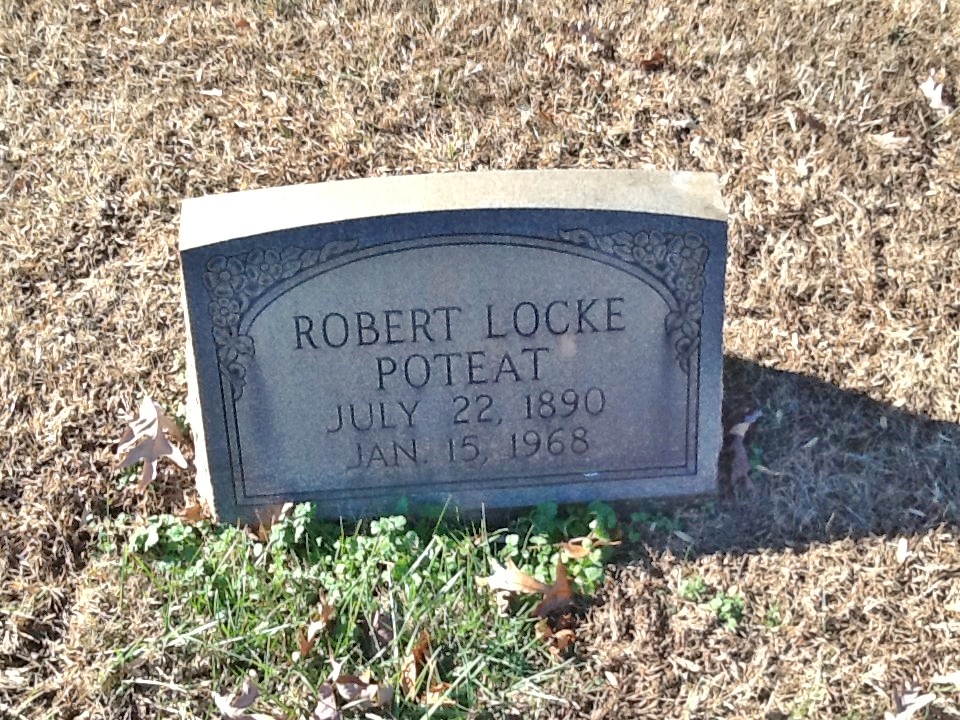 ROBERT LOCKE
POTEAT
JULY 22, 1890
JAN. 15, 1968